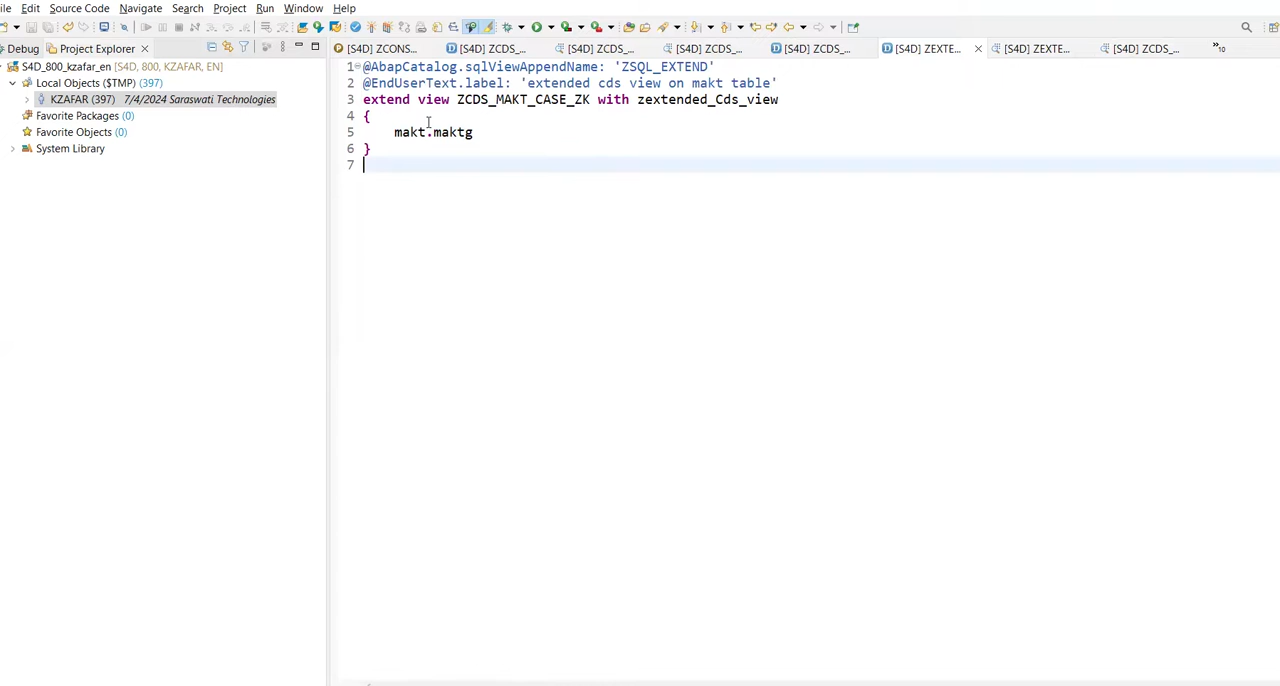 ile Edit Source Code Navigate Search Project Run Window Help
Debug Project Explorer
[S4D] ZCONS... [S4D] ZCDS_... [S4D] ZCDS_... [S4D] ZCDS_... [S4D] ZCDS_... [S4D] ZEXTE... [S4D] ZEXTE... [S4D] ZCDS_... »10
S4D_800_kzafar_en [S4D, 800, KZAFAR, EN]
Local Objects ($TMP) (397)
KZAFAR (397) 7/4/2024 Saraswati Technologies
Favorite Packages (0)
Favorite Objects (0)
System Library
1 @AbapCatalog.sqlViewAppendName: 'ZSQL_EXTEND'
2 @EndUserText.label: 'extended cds view on makt table'
3 extend view ZCDS_MAKT_CASE_ZK with zextended_Cds_view
4 {
5 makt.maktg
6 }
7